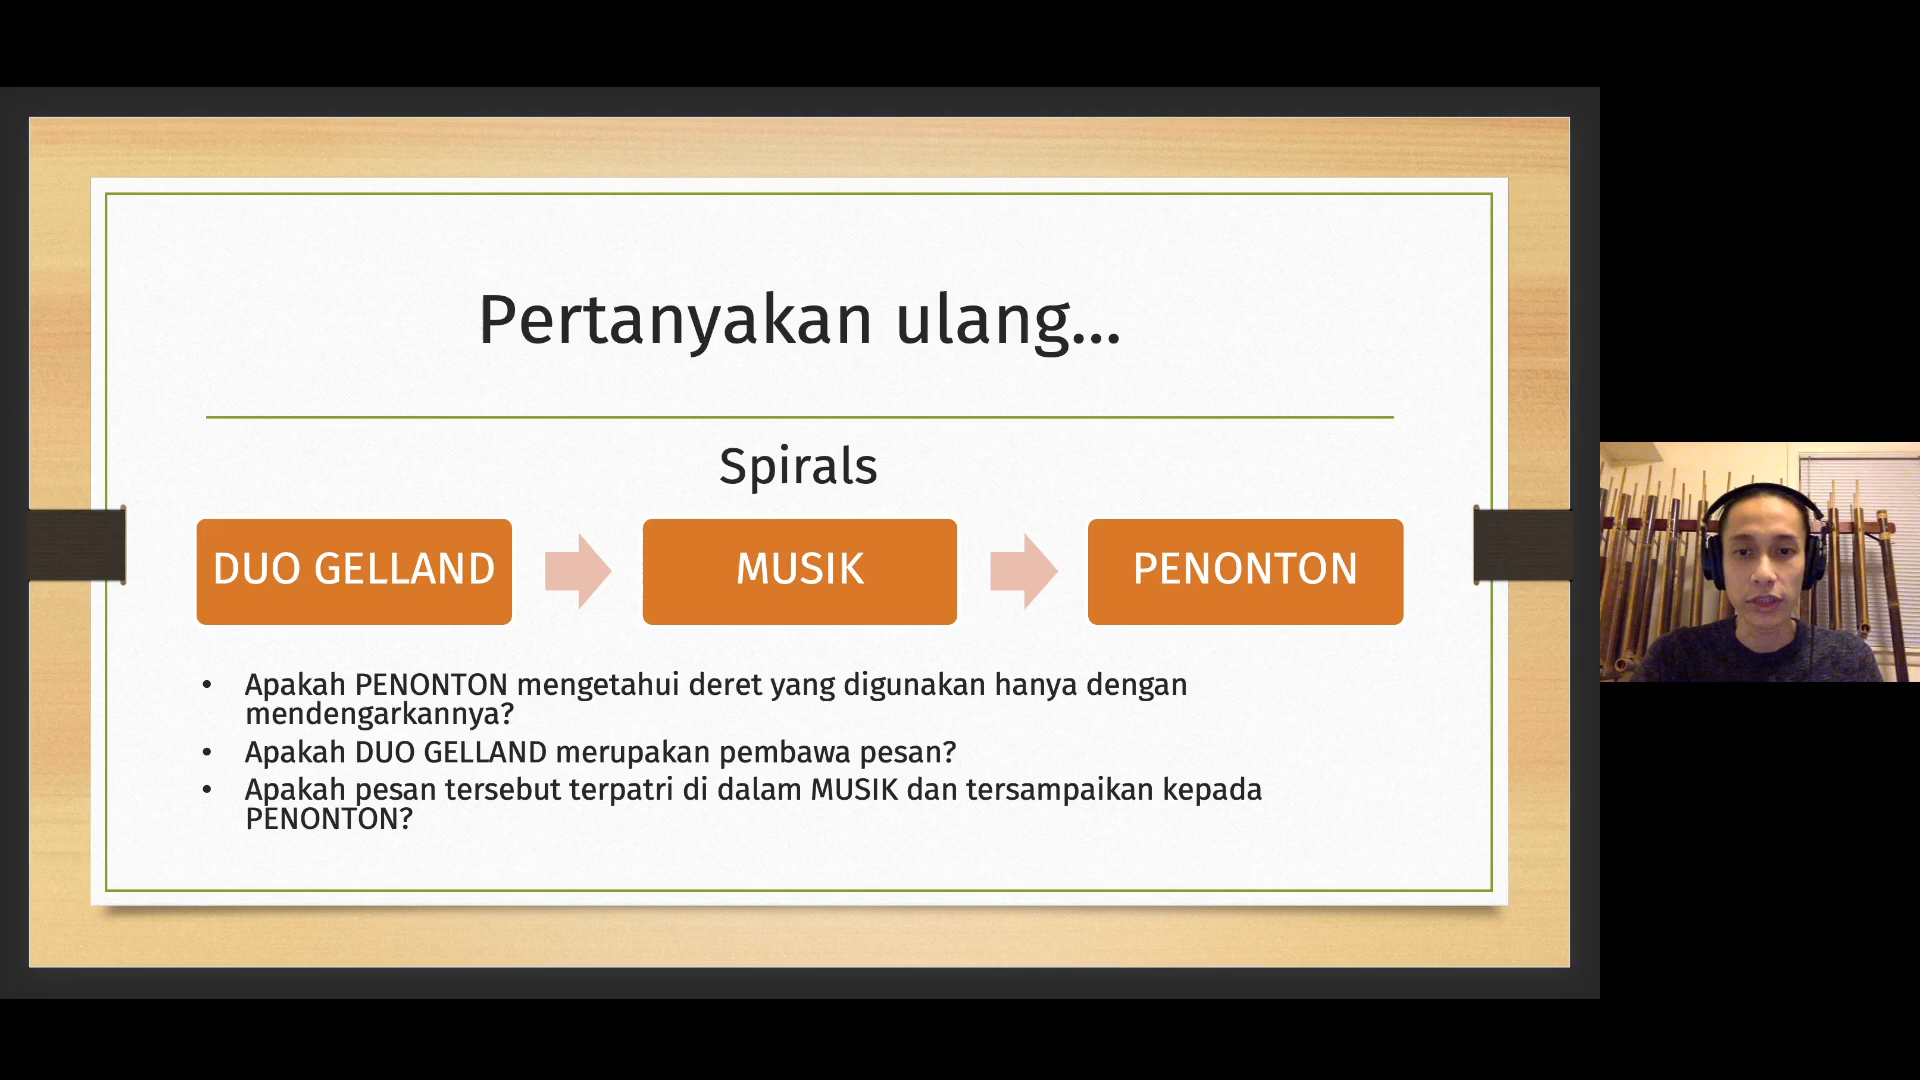 Pertanyakan ulang...
Spirals
DUO GELLAND
MUSIK
PENONTON
• Apakah PENONTON mengetahui deret yang digunakan hanya dengan
mendengarkannya?
• Apakah DUO GELLAND merupakan pembawa pesan?
• Apakah pesan tersebut terpatri di dalam MUSIK dan tersampaikan kepada
PENONTON?